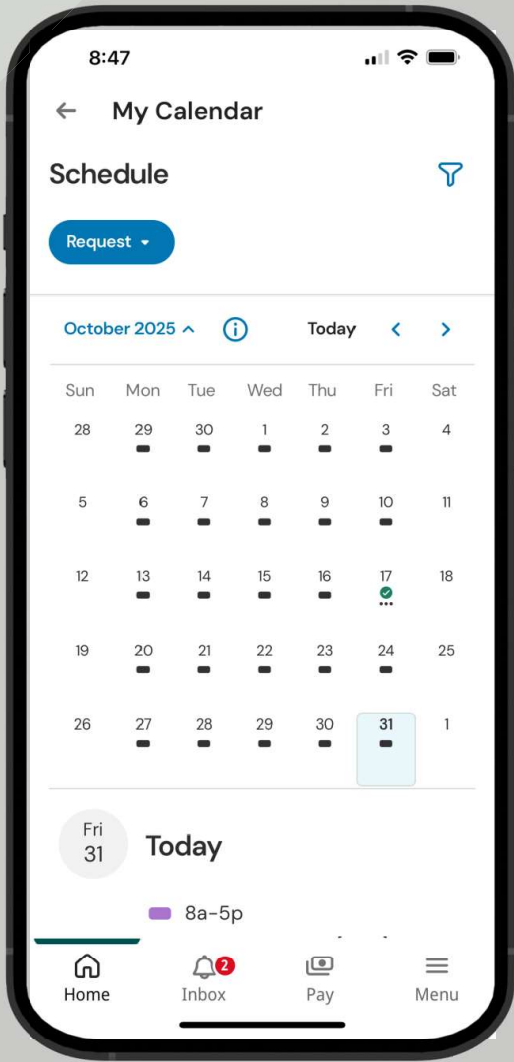 8:47
My Calendar
Schedule
Request
October 2025
Today
Sun Mon Tue Wed Thu Fri Sat
28 29 30 1 2 3 4
5 6 7 8 9 10 11
12 13 14 15 16 17 18
19 20 21 22 23 24 25
26 27 28 29 30 31 1
Fri
31
Today
8a-5p
2
Home Inbox Pay Menu